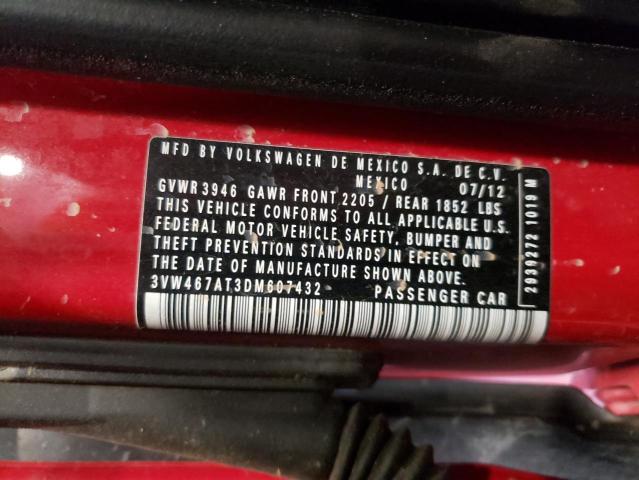 MFD BY VOLKSWAGEN DE MEXICO S.A. DE C.V.
MEXICO 07/12
GVWR 3946 GAWR FRONT 2205 / REAR 1852 LBS
THIS VEHICLE CONFORMS TO ALL APPLICABLE U.S.
FEDERAL MOTOR VEHICLE SAFETY, BUMPER AND
THEFT PREVENTION STANDARDS IN EFFECT ON
THE DATE OF MANUFACTURE SHOWN ABOVE.
3VW467AT3DM607432 PASSENGER CAR
2939272 1019 M